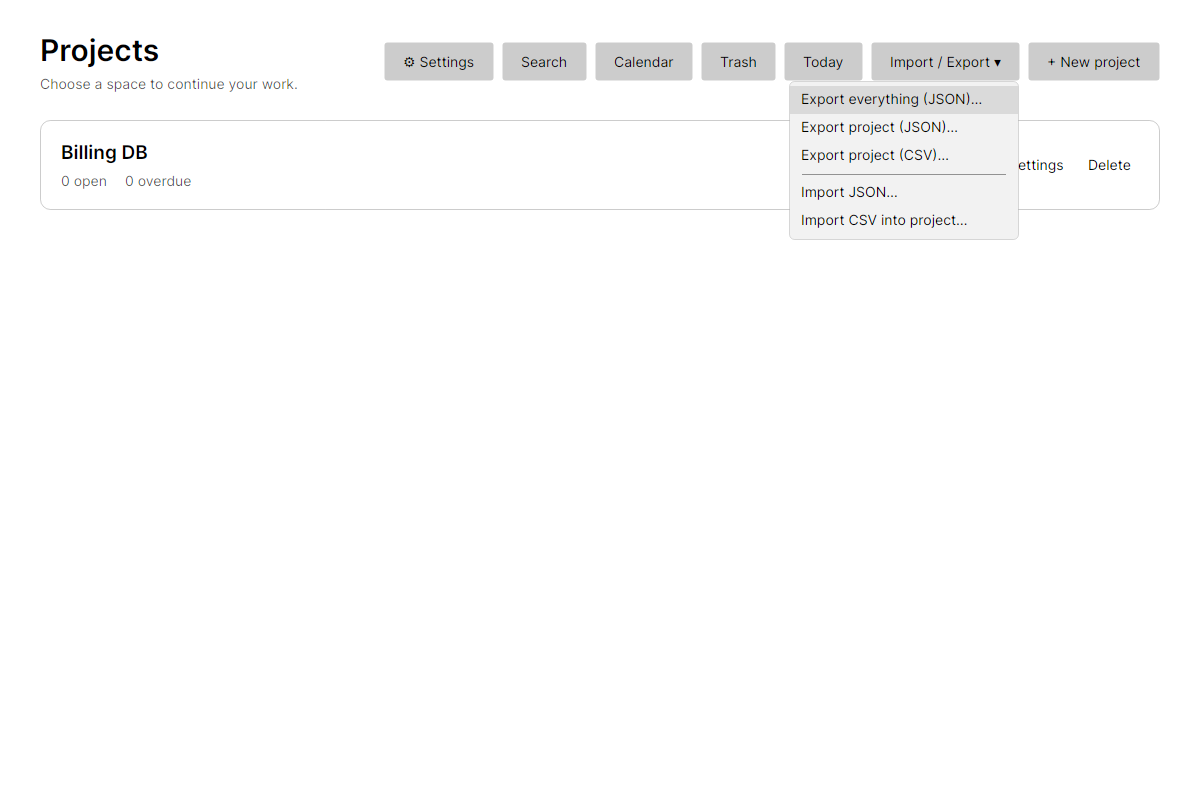 Projects
Choose a space to continue your work.
⚙ Settings
Search
Calendar
Trash
Today
Import / Export ▾
+ New project
Export everything (JSON)...
Export project (JSON)...
Export project (CSV)...
Import JSON...
Import CSV into project...
Billing DB
0 open 0 overdue
ettings
Delete